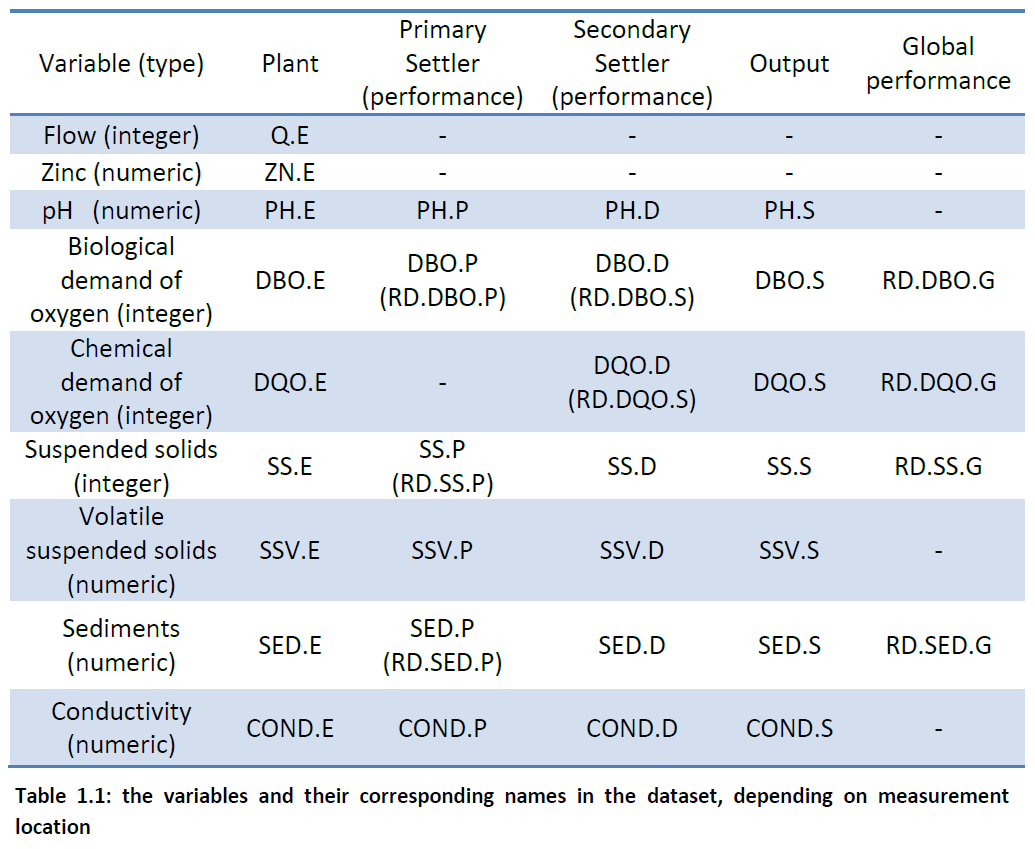 Variable (type) Plant Primary Settler (performance) Secondary Settler (performance) Output Global performance
Flow (integer) Q.E - - - -
Zinc (numeric) ZN.E - - - -
pH (numeric) PH.E PH.P PH.D PH.S -
Biological demand of oxygen (integer) DBO.E DBO.P (RD.DBO.P) DBO.D (RD.DBO.S) DBO.S RD.DBO.G
Chemical demand of oxygen (integer) DQO.E - DQO.D (RD.DQO.S) DQO.S RD.DQO.G
Suspended solids (integer) SS.E SS.P (RD.SS.P) SS.D SS.S RD.SS.G
Volatile suspended solids (numeric) SSV.E SSV.P SSV.D SSV.S -
Sediments (numeric) SED.E SED.P (RD.SED.P) SED.D SED.S RD.SED.G
Conductivity (numeric) COND.E COND.P COND.D COND.S -
Table 1.1: the variables and their corresponding names in the dataset, depending on measurement
location